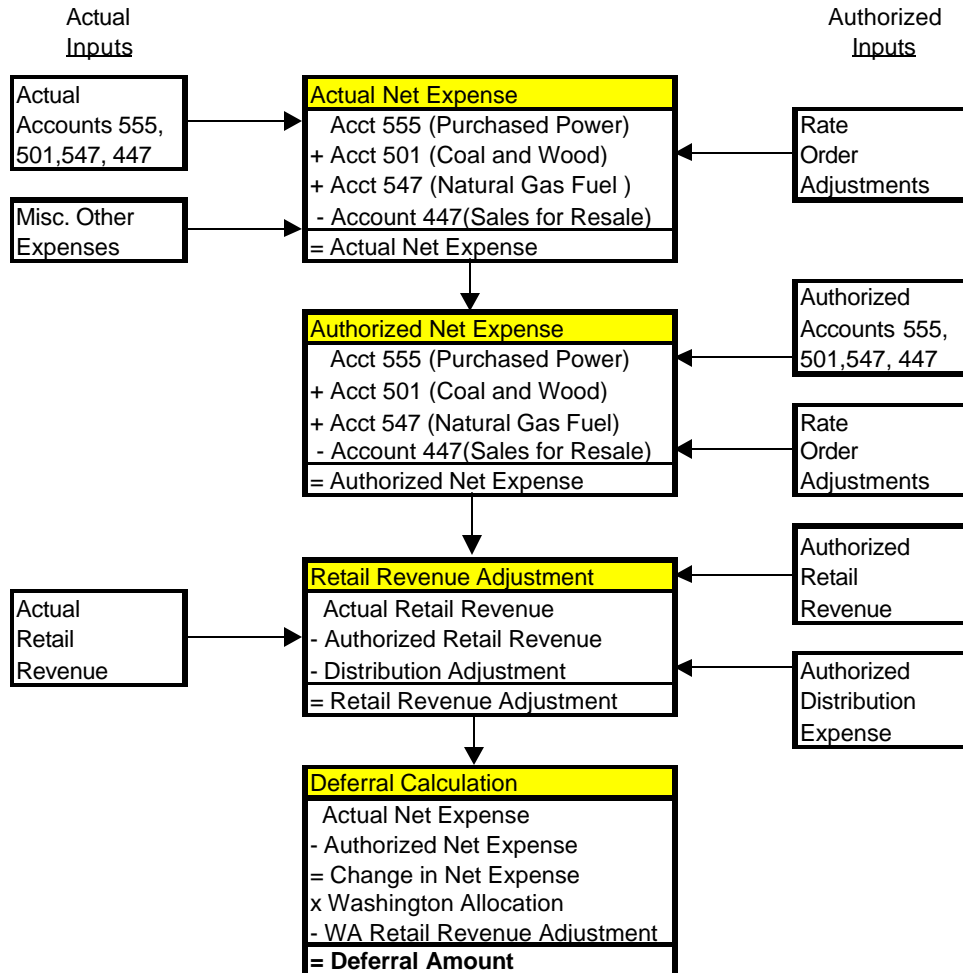 Actual
Inputs
Authorized
Inputs
Actual
Accounts 555,
501,547, 447
Misc. Other
Expenses
Actual Net Expense
Acct 555 (Purchased Power)
+ Acct 501 (Coal and Wood)
+ Acct 547 (Natural Gas Fuel )
- Account 447(Sales for Resale)
= Actual Net Expense
Rate
Order
Adjustments
Authorized Net Expense
Acct 555 (Purchased Power)
+ Acct 501 (Coal and Wood)
+ Acct 547 (Natural Gas Fuel)
- Account 447(Sales for Resale)
= Authorized Net Expense
Authorized
Accounts 555,
501,547, 447
Rate
Order
Adjustments
Actual
Retail
Revenue
Retail Revenue Adjustment
Actual Retail Revenue
- Authorized Retail Revenue
- Distribution Adjustment
= Retail Revenue Adjustment
Authorized
Retail
Revenue
Authorized
Distribution
Expense
Deferral Calculation
Actual Net Expense
- Authorized Net Expense
= Change in Net Expense
x Washington Allocation
- WA Retail Revenue Adjustment
= Deferral Amount